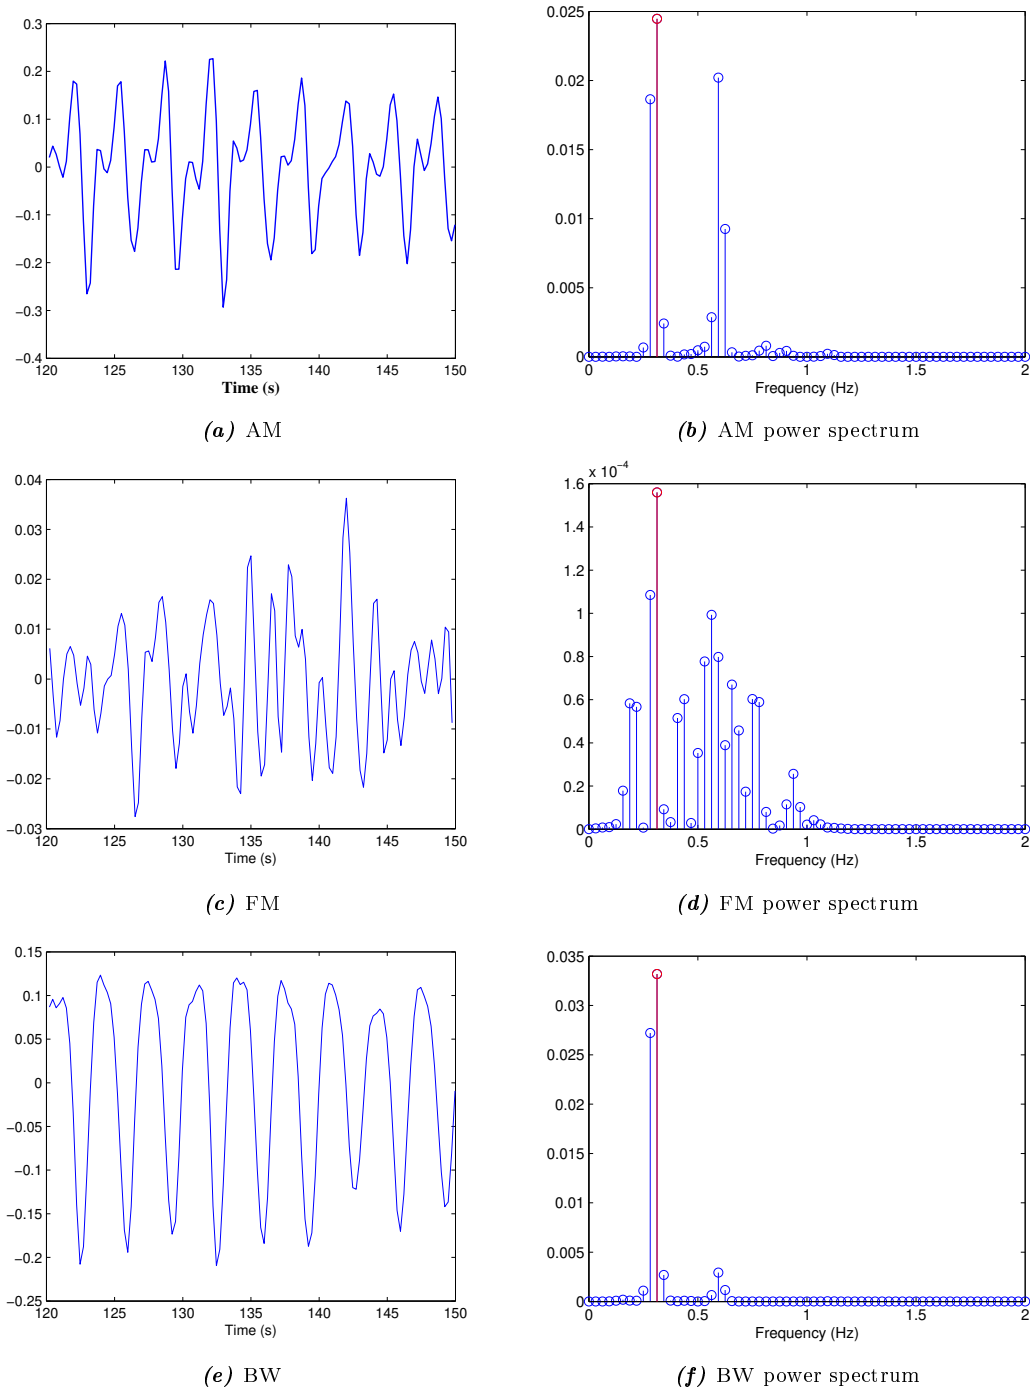 0.3
0.2
0.1
0
−0.1
−0.2
−0.3
−0.4
120 125 130 135 140 145 150
Time (s)
(a) AM
0.025
0.02
0.015
0.01
0.005
0
0 0.5 1 1.5 2
Frequency (Hz)
(b) AM power spectrum
0.04
0.03
0.02
0.01
0
−0.01
−0.02
−0.03
120 125 130 135 140 145 150
Time (s)
(c) FM
x 10−4
1.6
1.4
1.2
1
0.8
0.6
0.4
0.2
0
0 0.5 1 1.5 2
Frequency (Hz)
(d) FM power spectrum
0.15
0.1
0.05
0
−0.05
−0.1
−0.15
−0.2
−0.25
120 125 130 135 140 145 150
Time (s)
(e) BW
0.035
0.03
0.025
0.02
0.015
0.01
0.005
0
0 0.5 1 1.5 2
Frequency (Hz)
(f) BW power spectrum